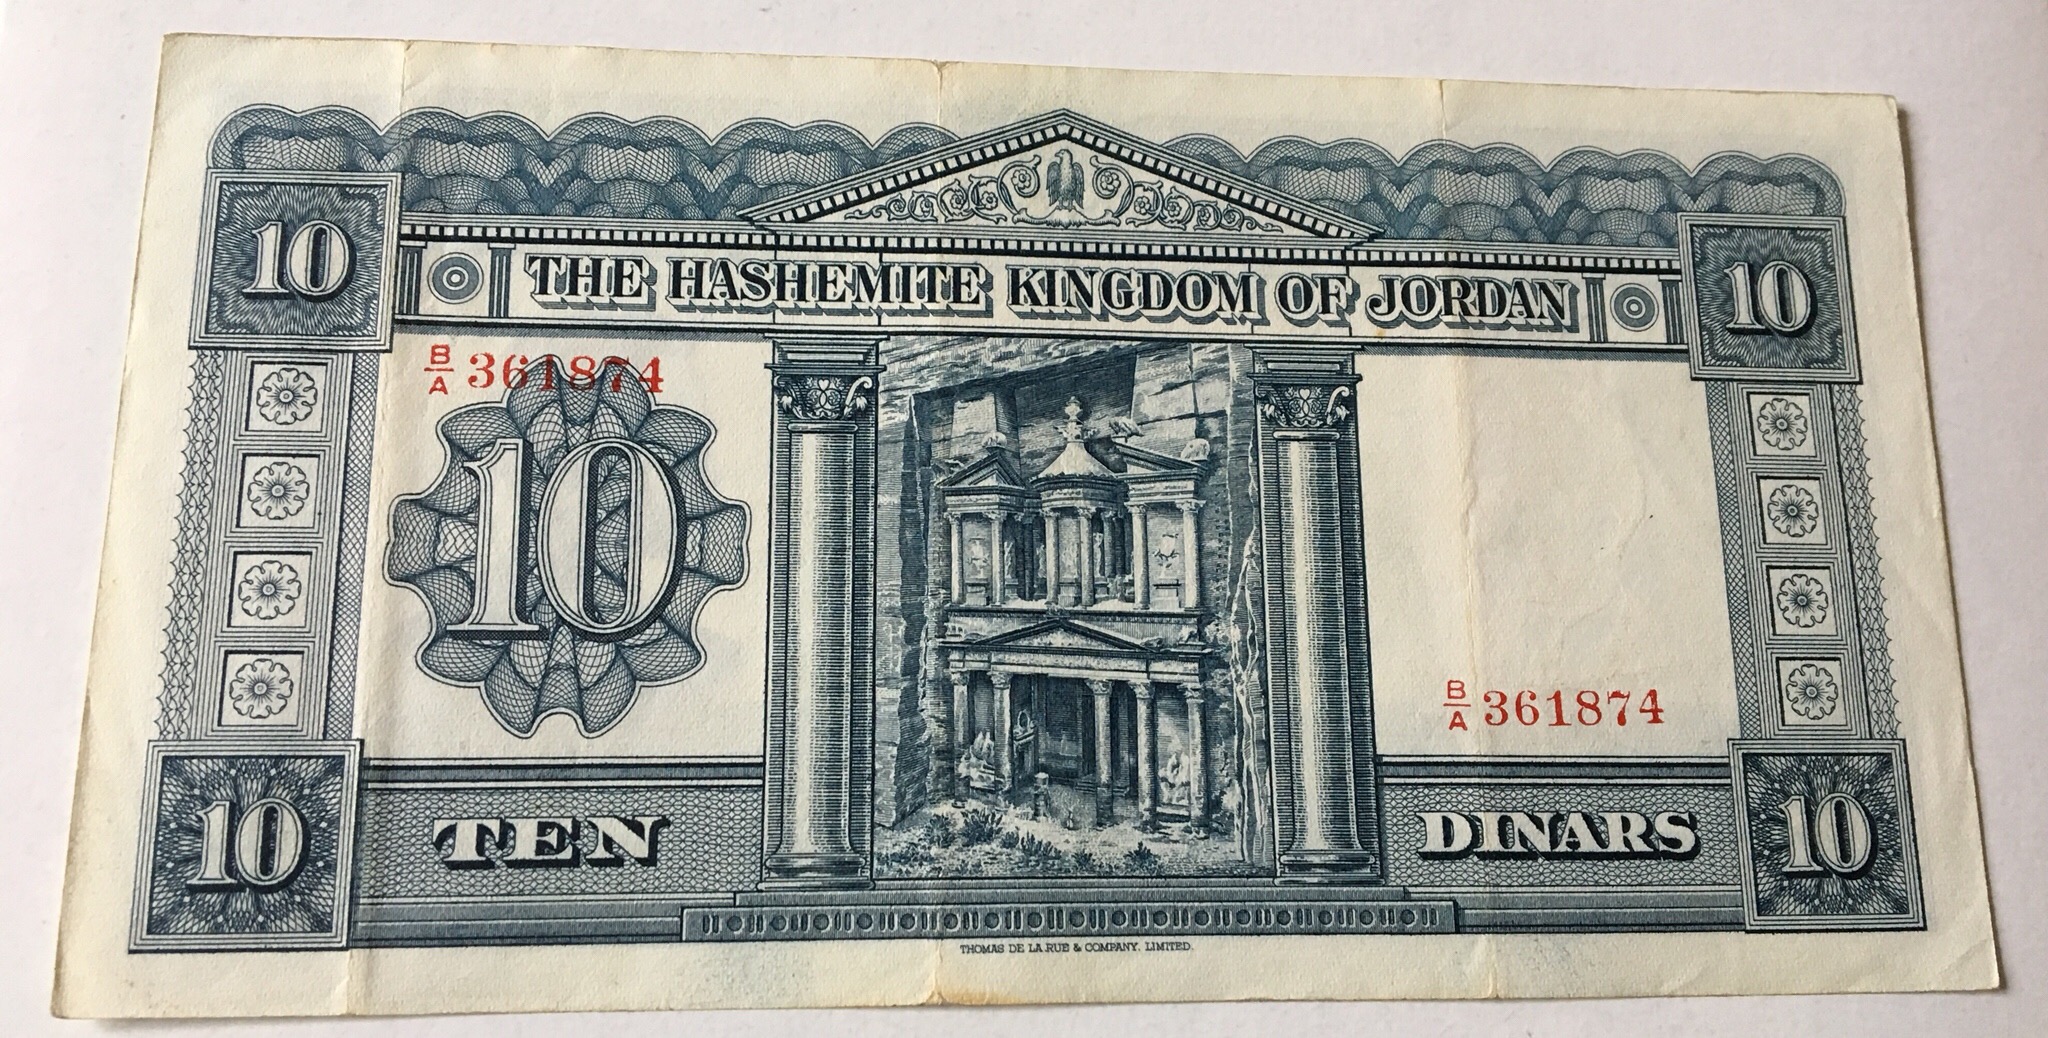 THE HASHEMITE KINGDOM OF JORDAN
10
10
B/A 361874
10
B/A 361874
TEN
DINARS
10
10
THOMAS DE LA RUE & COMPANY. LIMITED.